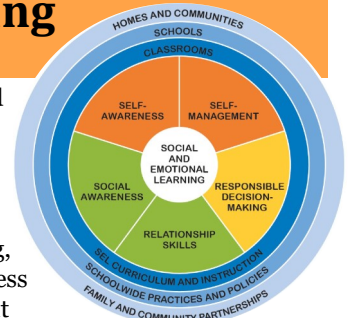 ng
HOMES AND COMMUNITIES
SCHOOLS
CLASSROOMS
SELF-
AWARENESS
SELF-
MANAGEMENT
SOCIAL
AND
EMOTIONAL
LEARNING
SOCIAL
AWARENESS
RESPONSIBLE
DECISION-
MAKING
RELATIONSHIP
SKILLS
SEL CURRICULUM AND INSTRUCTION
SCHOOLWIDE PRACTICES AND POLICIES
FAMILY AND COMMUNITY PARTNERSHIPS
g,
ess
t